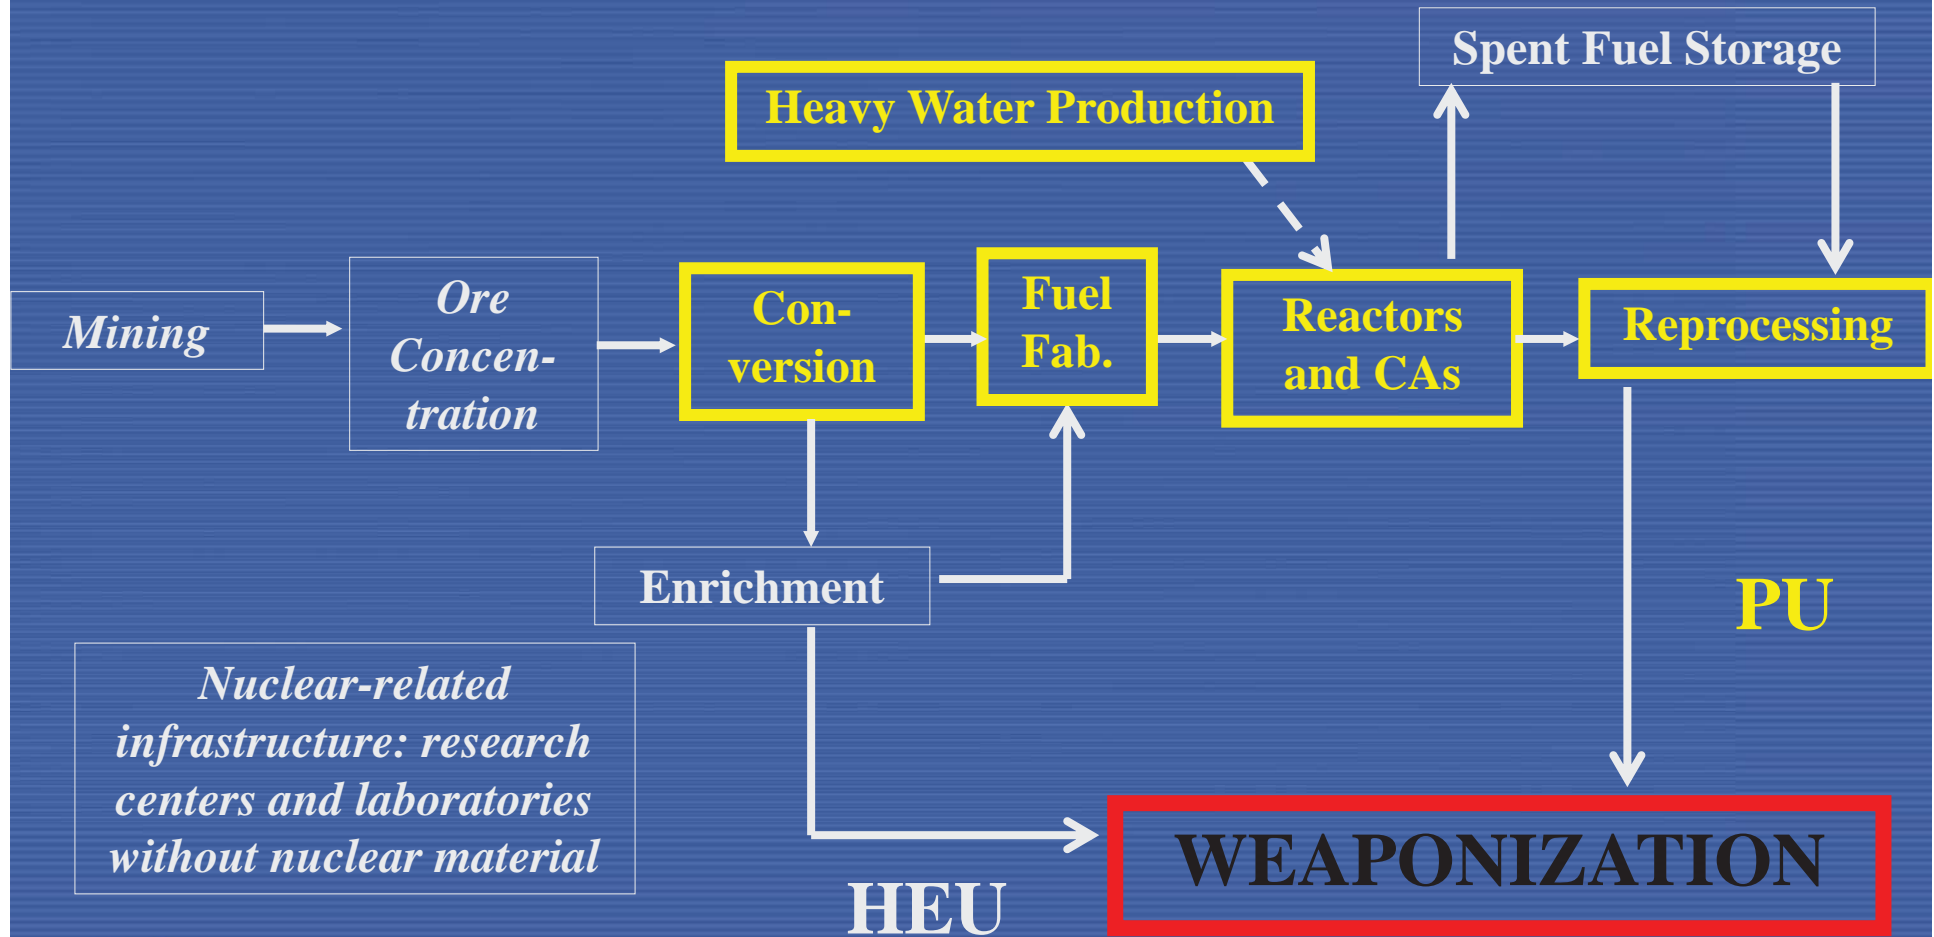 Spent Fuel Storage
Heavy Water Production
Mining
Ore
Concen-
tration
Con-
version
Fuel
Fab.
Reactors
and CAs
Reprocessing
Enrichment
PU
Nuclear-related
infrastructure: research
centers and laboratories
without nuclear material
WEAPONIZATION
HEU